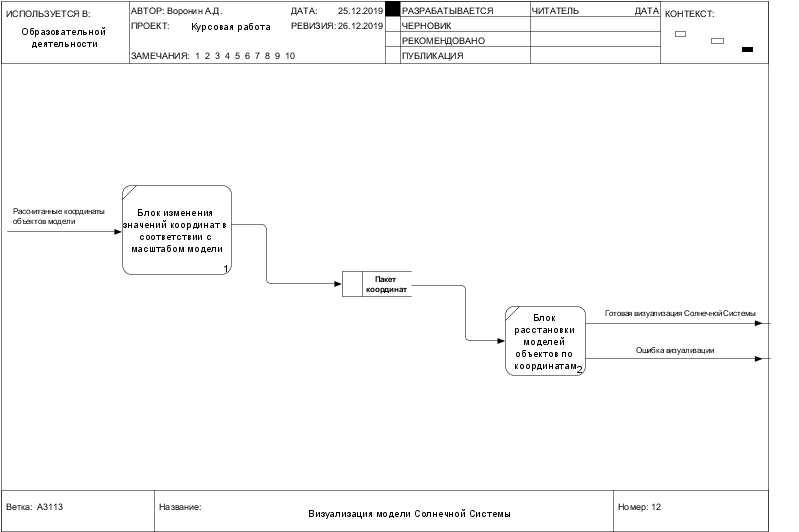 ИСПОЛЬЗУЕТСЯ В:
Образовательной
деятельности
АВТОР: Воронин А.Д.
ДАТА: 25.12.2019
ПРОЕКТ: Курсовая работа
РЕВИЗИЯ: 26.12.2019
ЗАМЕЧАНИЯ: 1 2 3 4 5 6 7 8 9 10
РАЗРАБАТЫВАЕТСЯ
ЧЕРНОВИК
РЕКОМЕНДОВАНО
ПУБЛИКАЦИЯ
ЧИТАТЕЛЬ ДАТА
КОНТЕКСТ:
Рассчитанные координаты
объектов модели
Блок изменения
значений координат в
соответствии с
масштабом модели
1
Пакет
координат
Блок
расстановки
моделей
объектов по
координатам
2
Готовая визуализация Солнечной Системы
Ошибка визуализации
Ветка: А3113
Название:
Визуализация модели Солнечной Системы
Номер: 12